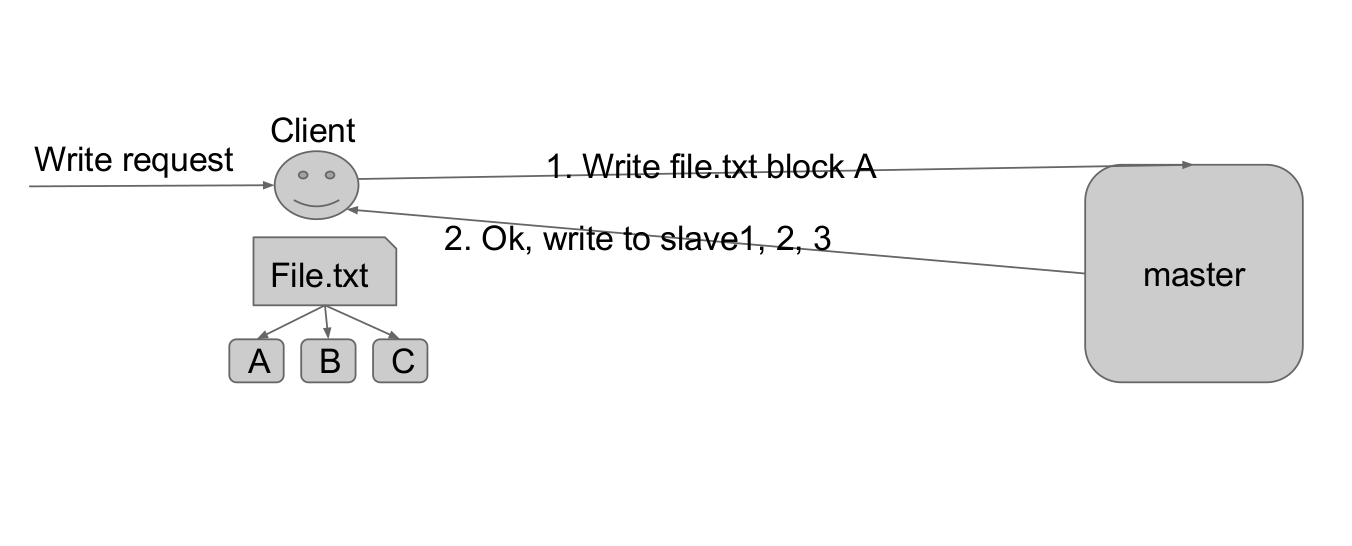 Client
Write request
1. Write file.txt block A
2. Ok, write to slave1, 2, 3
File.txt
master
A B C